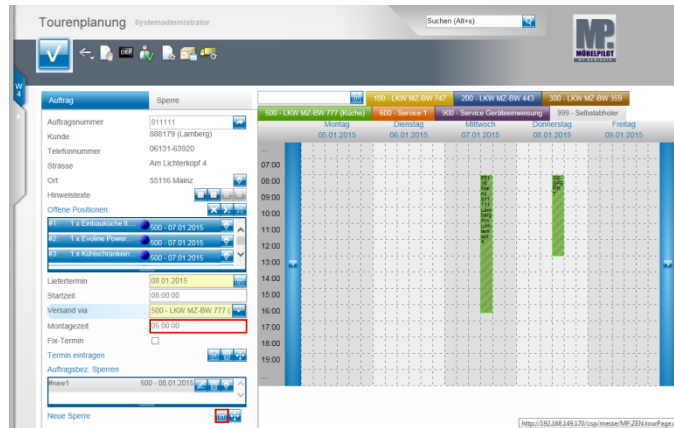 Tourenplanung Systemadministrator
Suchen (Alt+s)
MP.
MÖBELPILOT
DEF
W
4
Auftrag Sperre
Auftragsnummer 811111
Kunde 888179 (Lamberg)
Telefonnummer 06131-63920
Strasse Am Lichterkopf 4
Ort 55116 Mainz
Hinweistexte
Offene Positionen:
#1: 1 x Einbauküche lt.... 500 - 07.01.2015
#2: 1 x Evoline Power... 500 - 07.01.2015
#3: 1 x Kühlschrankein... 500 - 07.01.2015
Liefertermin 08.01.2015
Startzeit 08:00:00
Versand via 500 - LKW MZ-BW 777 (
Montagezeit 05:00:00
Fix-Termin
Termin eintragen
Auftragsbez. Sperren
#new1 500 - 08.01.2015
Neue Sperre
100 - LKW MZ-BW 747 200 - LKW MZ-BW 443 300 - LKW MZ-BW 359
500 - LKW MZ-BW 777 (Küche) 600 - Service 1 900 - Service Geräteeinweisung 999 - Selbstabholer
Montag Dienstag Mittwoch Donnerstag Freitag
05.01.2015 06.01.2015 07.01.2015 08.01.2015 09.01.2015
...
07:00
08:00
09:00
10:00
11:00
12:00
13:00
14:00
15:00
16:00
17:00
18:00
19:00
...
http://192.168.149.170/csp/messe/MP.ZEN.tourPage.